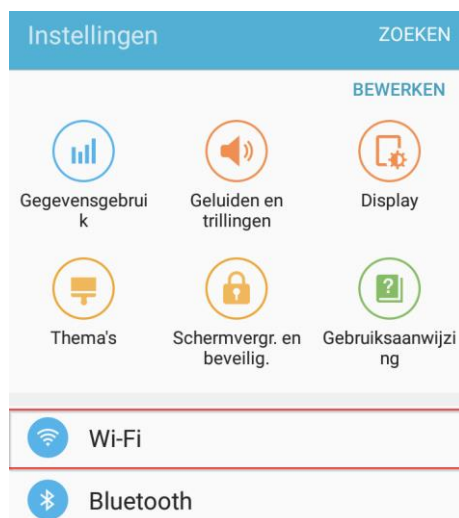 Instellingen ZOEKEN
BEWERKEN
Gegevensgebrui
k
Geluiden en
trillingen
Display
Thema's
Schermvergr. en
beveilig.
Gebruiksaanwijzi
ng
Wi-Fi
Bluetooth